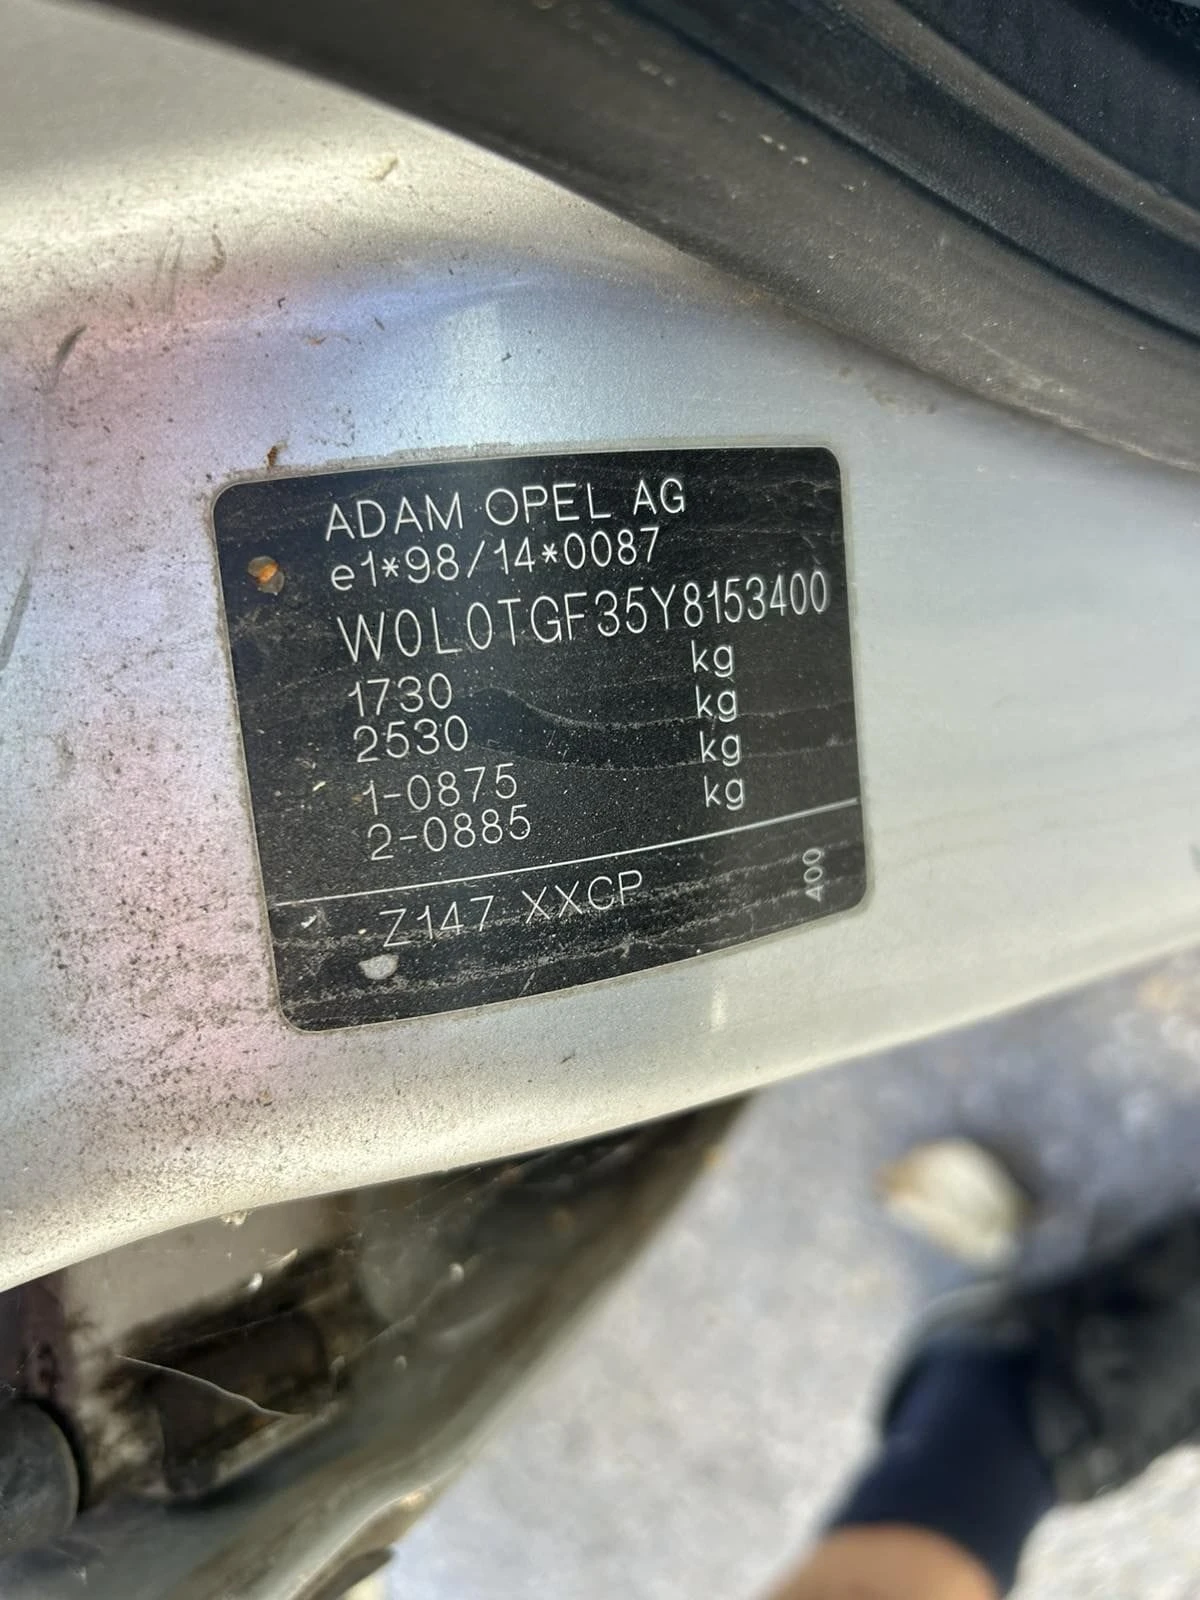 ADAM OPEL AG
e1*98/14*0087
W0L0TGF35Y8153400
1730 kg
2530 kg
1-0875 kg
2-0885 kg
Z147 XXCP
400